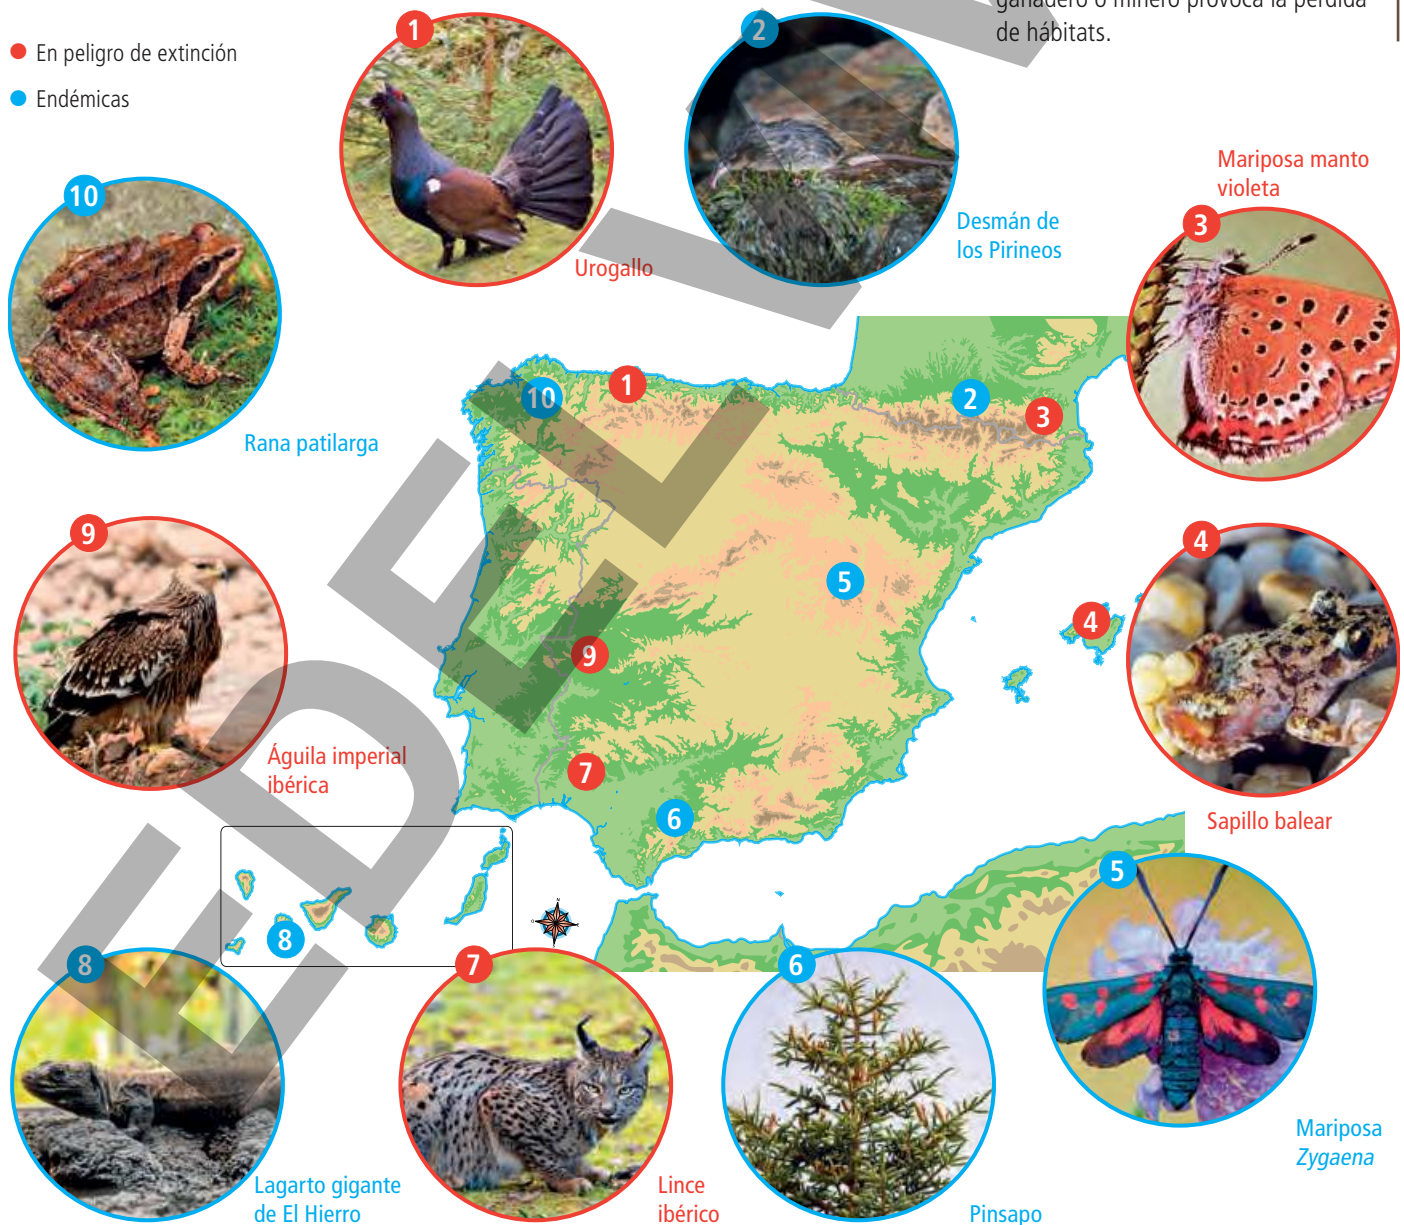 ganadero o minero provoca la pérdida
de hábitats.
En peligro de extinción
Endémicas
1
Urogallo
2
Desmán de
los Pirineos
Mariposa manto
violeta
3
10
Rana patilarga
10
1
2
3
9
Águila imperial
ibérica
5
4
9
7
6
8
4
Sapillo balear
8
Lagarto gigante
de El Hierro
7
Lince
ibérico
6
Pinsapo
5
Mariposa
Zygaena